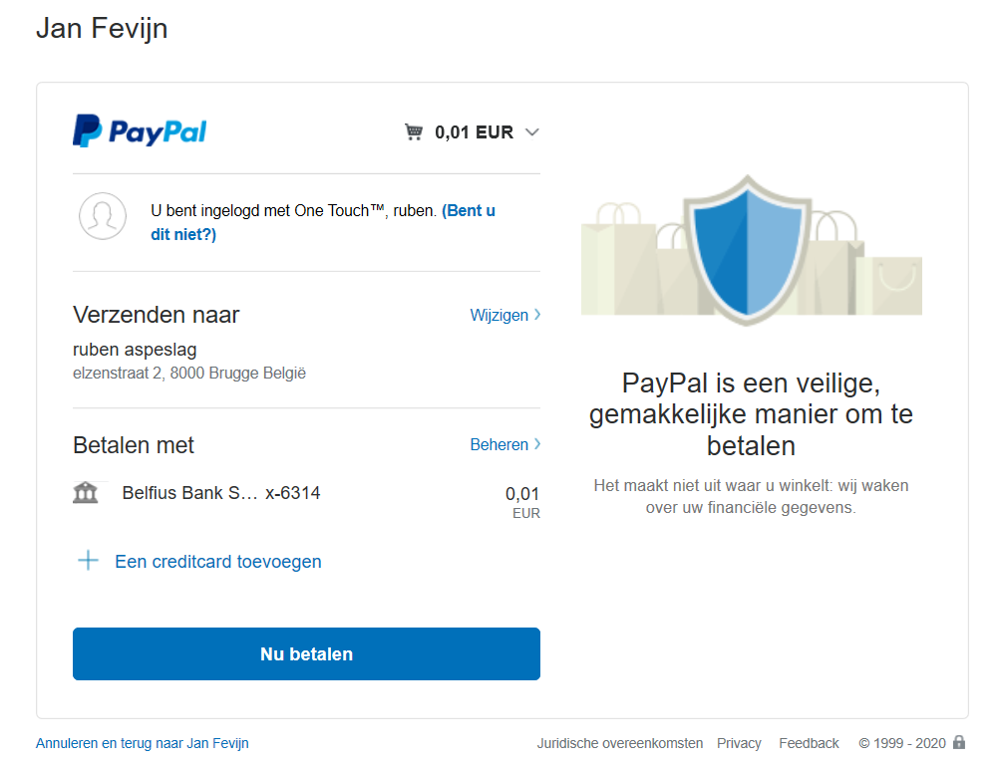 Jan Fevijn
PayPal
0,01 EUR
U bent ingelogd met One Touch™, ruben. (Bent u
dit niet?)
Verzenden naar
Wijzigen
ruben aspeslag
elzenstraat 2, 8000 Brugge België
Betalen met
Beheren
Belfius Bank S… x-6314
0,01
EUR
Een creditcard toevoegen
Nu betalen
PayPal is een veilige,
gemakkelijke manier om te
betalen
Het maakt niet uit waar u winkelt: wij waken
over uw financiële gegevens.
Annuleren en terug naar Jan Fevijn
Juridische overeenkomsten Privacy Feedback © 1999 - 2020